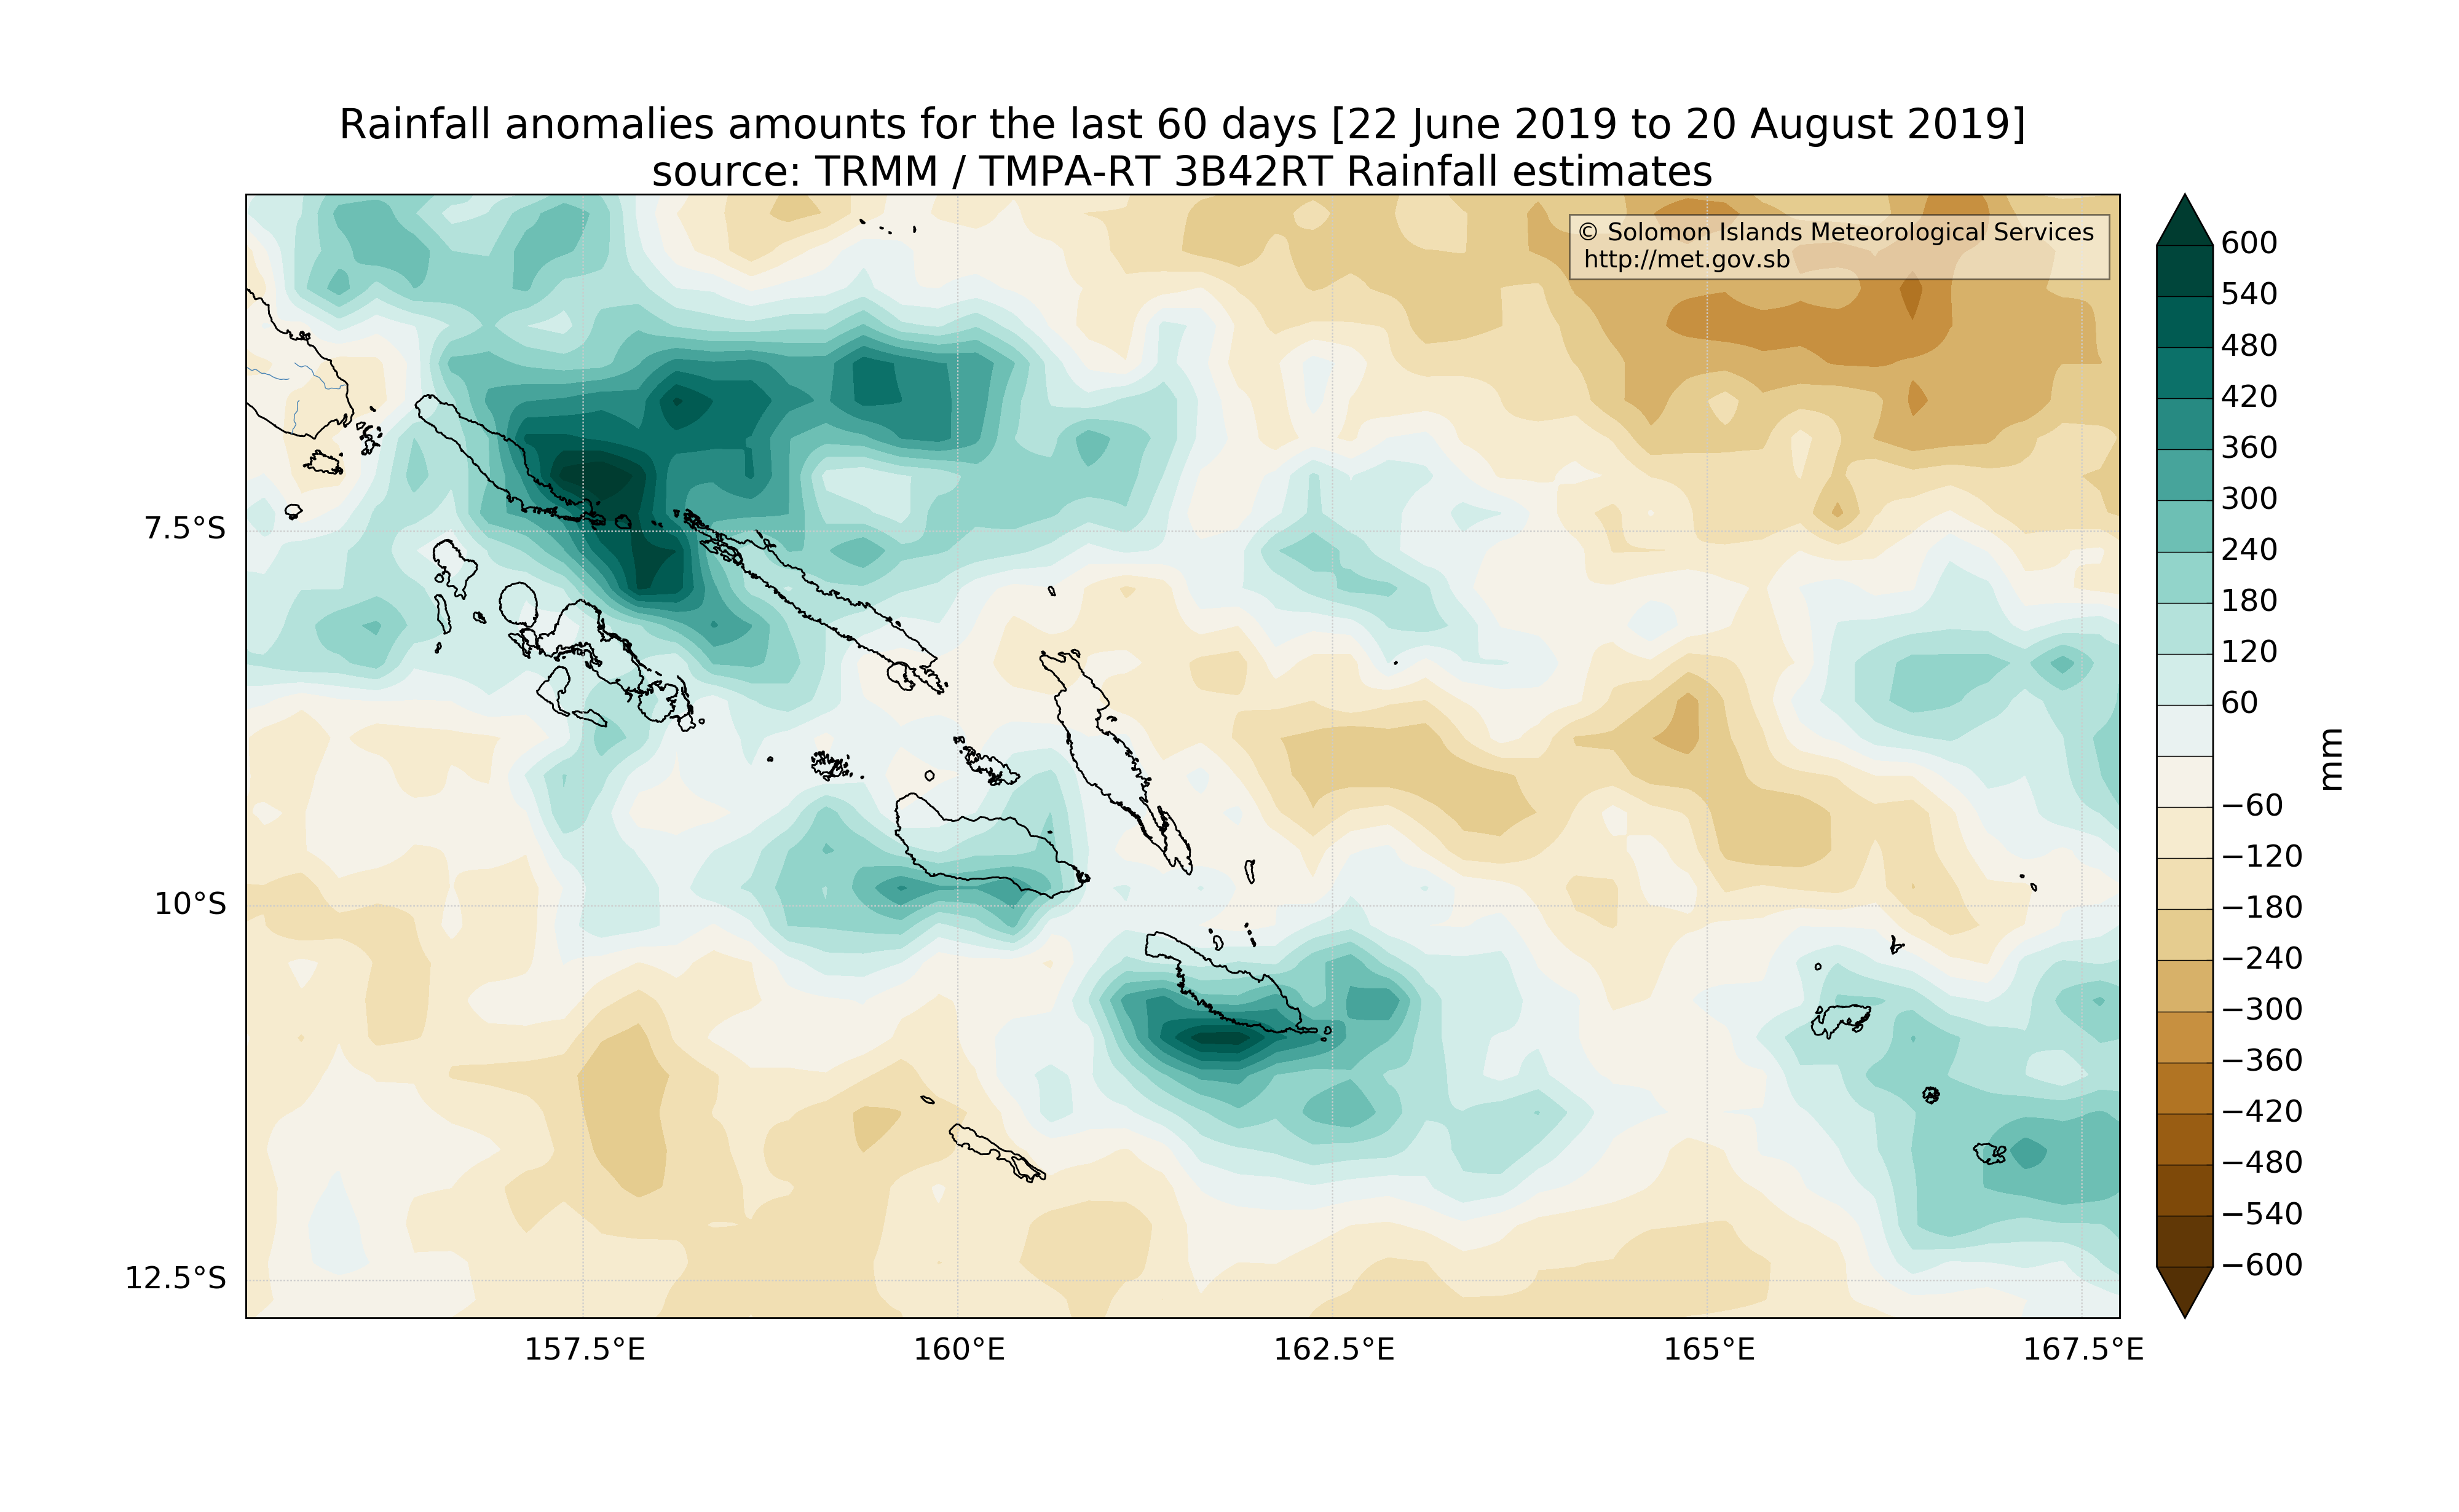 Rainfall anomalies amounts for the last 60 days [22 June 2019 to 20 August 2019]
source: TRMM / TMPA-RT 3B42RT Rainfall estimates
© Solomon Islands Meteorological Services
http://met.gov.sb
7.5°S
10°S
12.5°S
157.5°E
160°E
162.5°E
165°E
167.5°E
600
540
480
420
360
300
240
180
120
60
−60
−120
−180
−240
−300
−360
−420
−480
−540
−600
mm